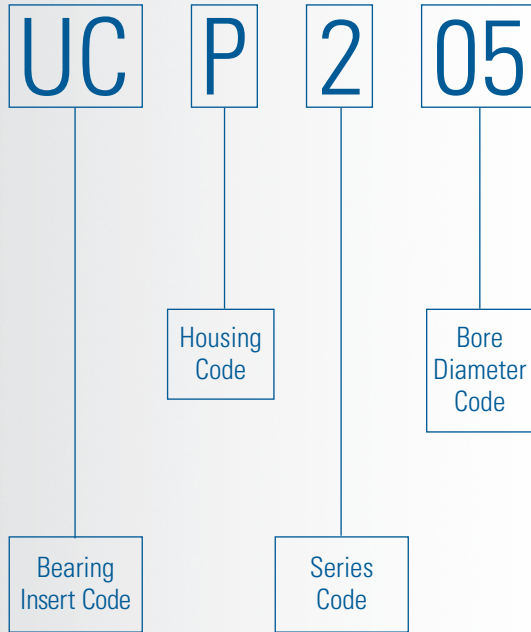 UC P 2 05
Housing
Code
Bore
Diameter
Code
Bearing
Insert Code
Series
Code